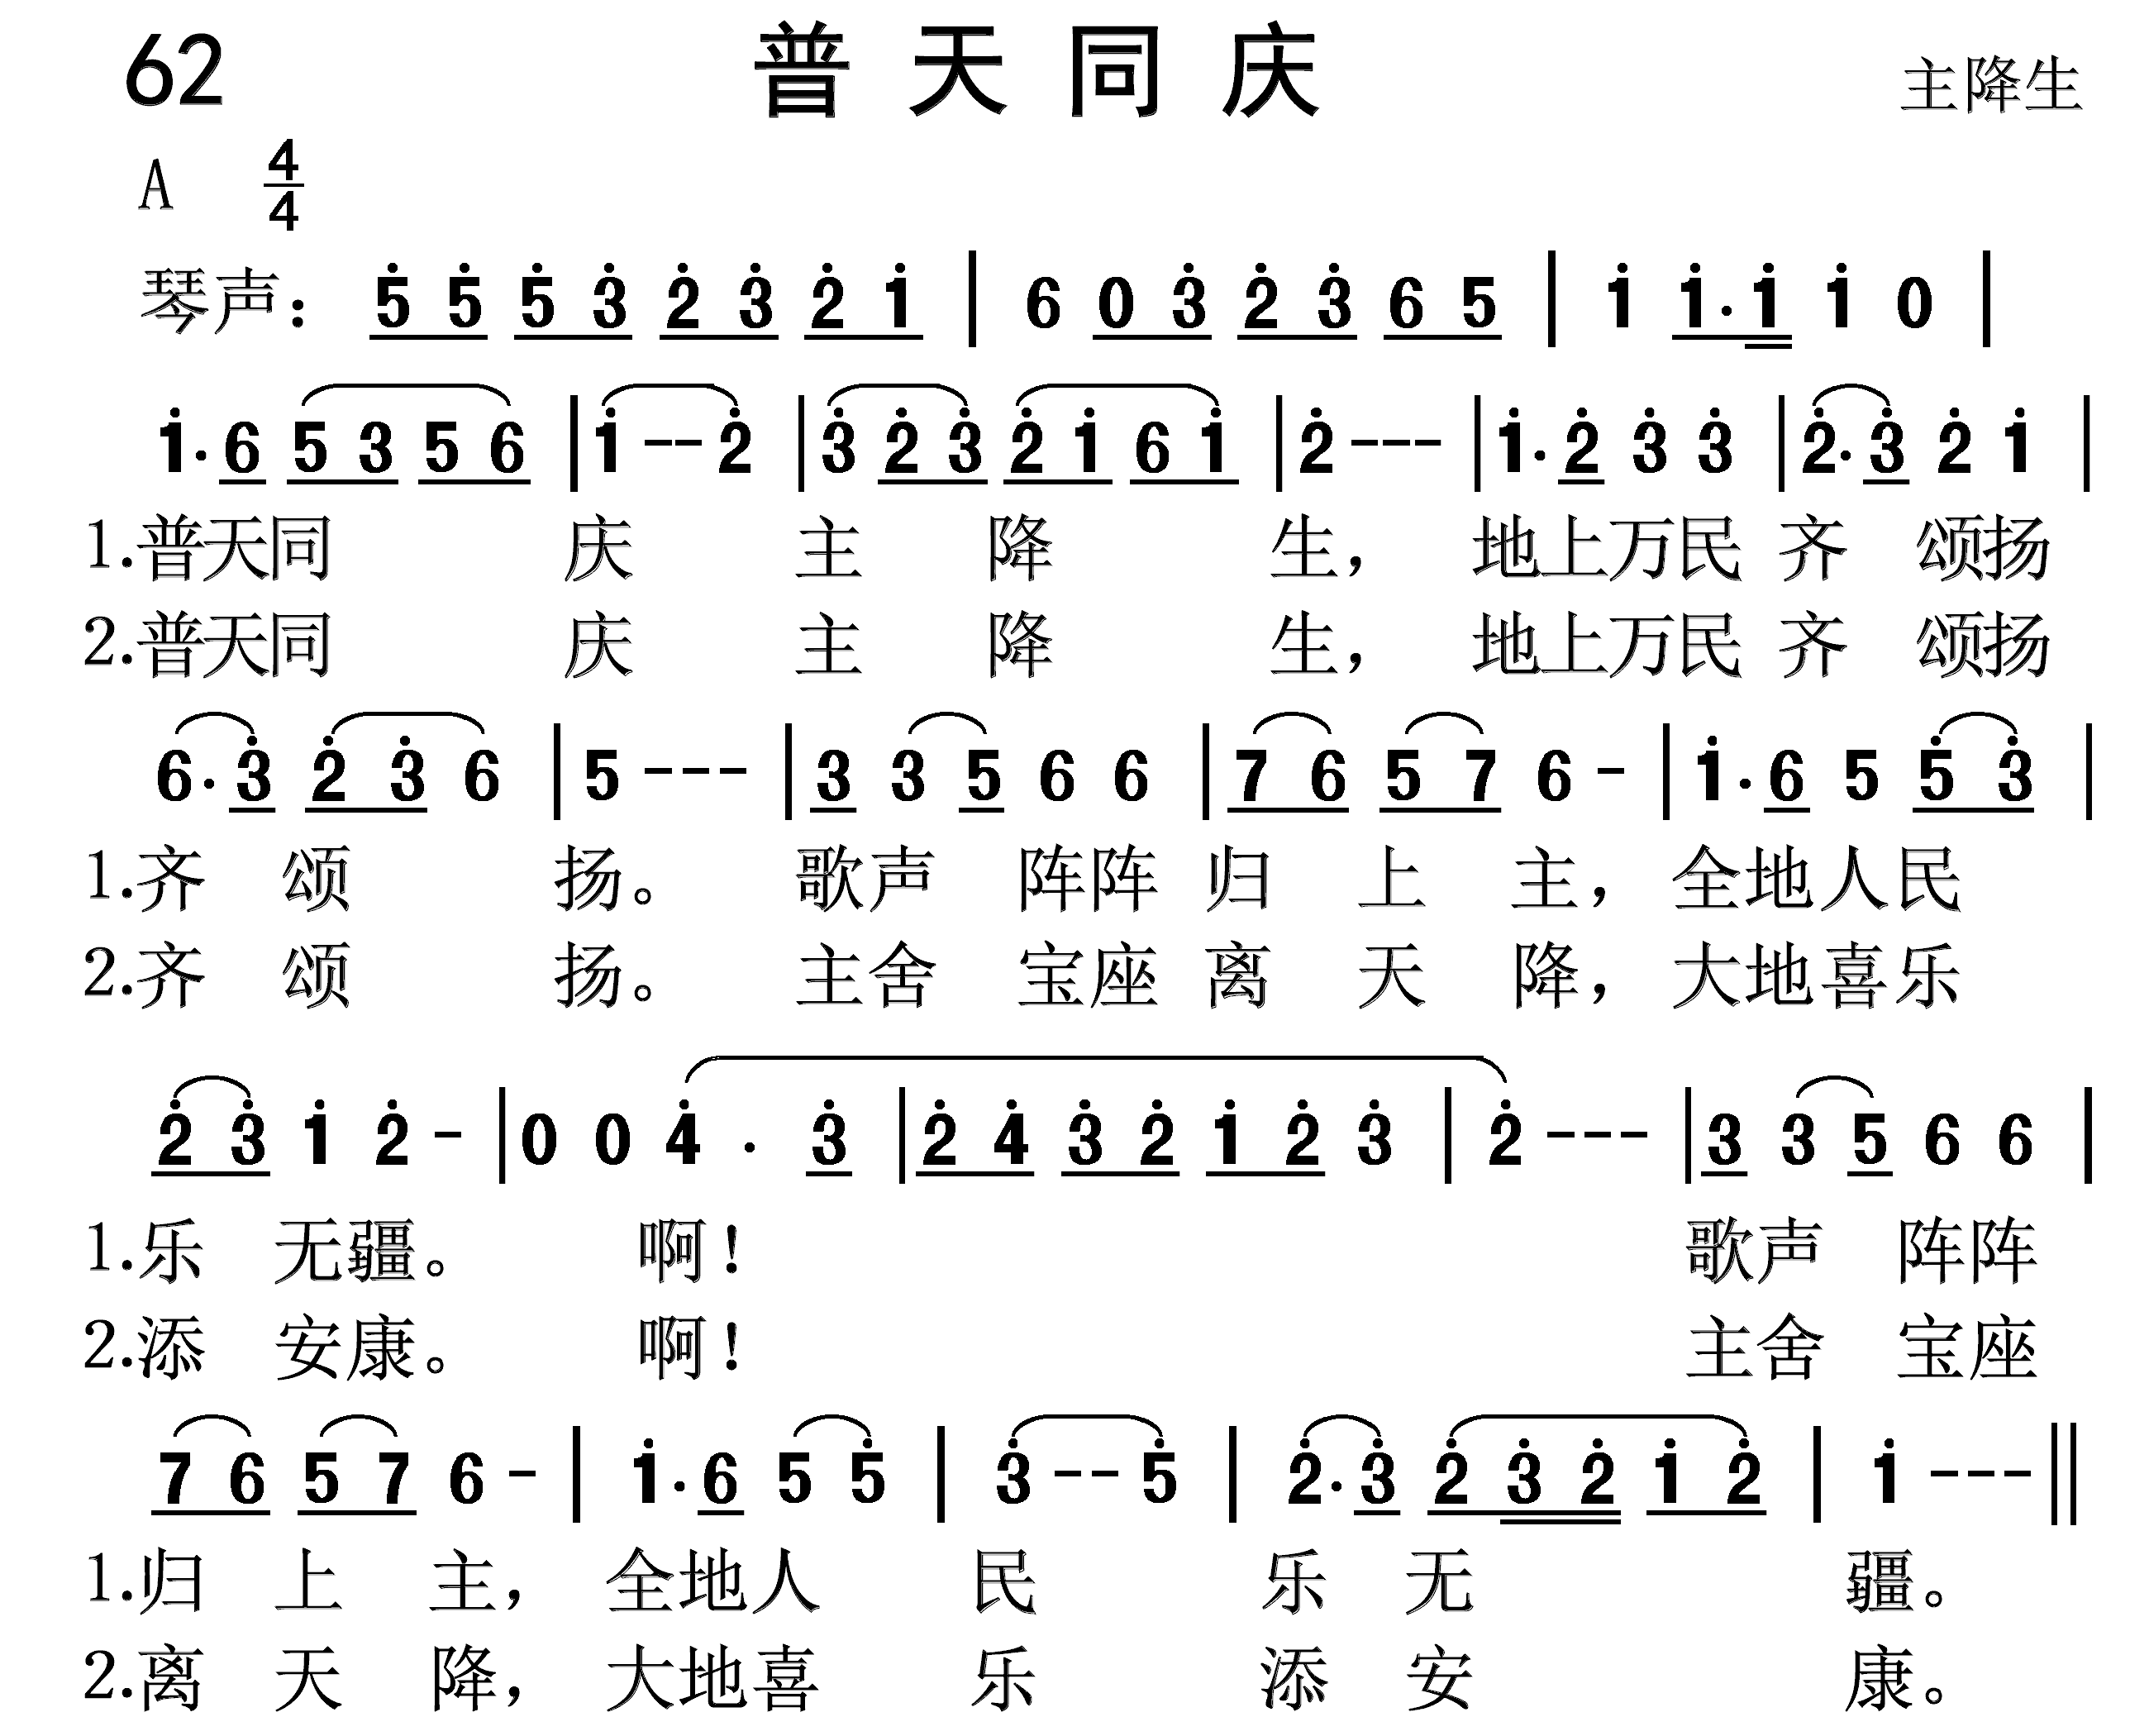 62 普天同庆 主降生
A 4/4
琴声： 5̇ 5̇ 5̇ 3̇ 2̇ 3̇ 2̇ 1̇ | 6 0 3̇ 2̇ 3̇ 6 5 | 1̇ 1̇. 1̇ 1̇ 0 |
1̇. 6 5 3 5 6 | 1̇ - - 2̇ | 3̇ 2̇ 3̇ 2̇ 1̇ 6 1̇ | 2̇ - - - | 1̇. 2̇ 3̇ 3̇ | 2̇. 3̇ 2̇ 1̇ |
1.普天同 庆 主 降 生， 地上万民 齐 颂扬
2.普天同 庆 主 降 生， 地上万民 齐 颂扬
6. 3̇ 2̇ 3̇ 6 | 5 - - - | 3 3 5 6 6 | 7 6 5 7 6 - | 1̇. 6 5 5̇ 3̇ |
1.齐 颂 扬。 歌声 阵阵 归 上 主，全地人民
2.齐 颂 扬。 主舍 宝座 离 天 降，大地喜乐
2̇ 3̇ 1̇ 2̇ - | 0 0 4̇ . 3̇ | 2̇ 4̇ 3̇ 2̇ 1̇ 2̇ 3̇ | 2̇ - - - | 3 3 5 6 6 |
1.乐 无疆。 啊！ 歌声 阵阵
2.添 安康。 啊！ 主舍 宝座
7 6 5 7 6 - | 1̇. 6 5 5̇ | 3̇ - - 5̇ | 2̇. 3̇ 2̇ 3̇ 2̇ 1̇ 2̇ | 1̇ - - - ||
1.归 上 主， 全地人 民 乐 无 疆。
2.离 天 降， 大地喜 乐 添 安 康。